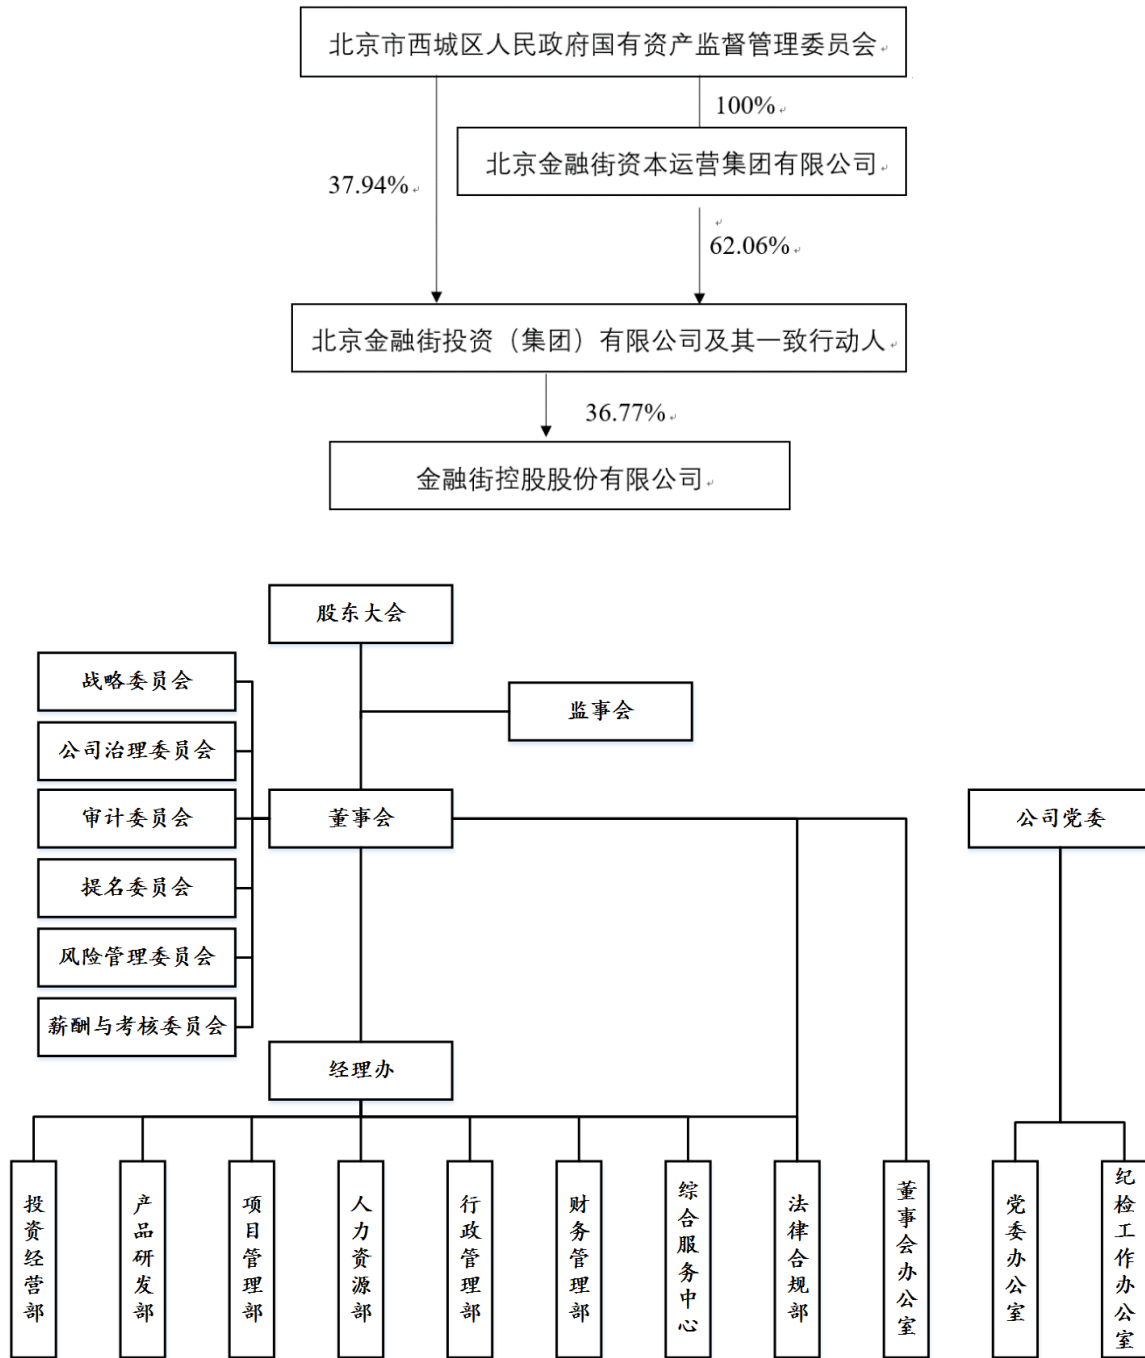 北京市西城区人民政府国有资产监督管理委员会
100%
北京金融街资本运营集团有限公司
37.94%
62.06%
北京金融街投资（集团）有限公司及其一致行动人
36.77%
金融街控股股份有限公司
股东大会
战略委员会
监事会
公司治理委员会
审计委员会
董事会
公司党委
提名委员会
风险管理委员会
薪酬与考核委员会
经理办
投资经营部
产品研发部
项目管理部
人力资源部
行政管理部
财务管理部
综合服务中心
法律合规部
董事会办公室
党委办公室
纪检工作办公室